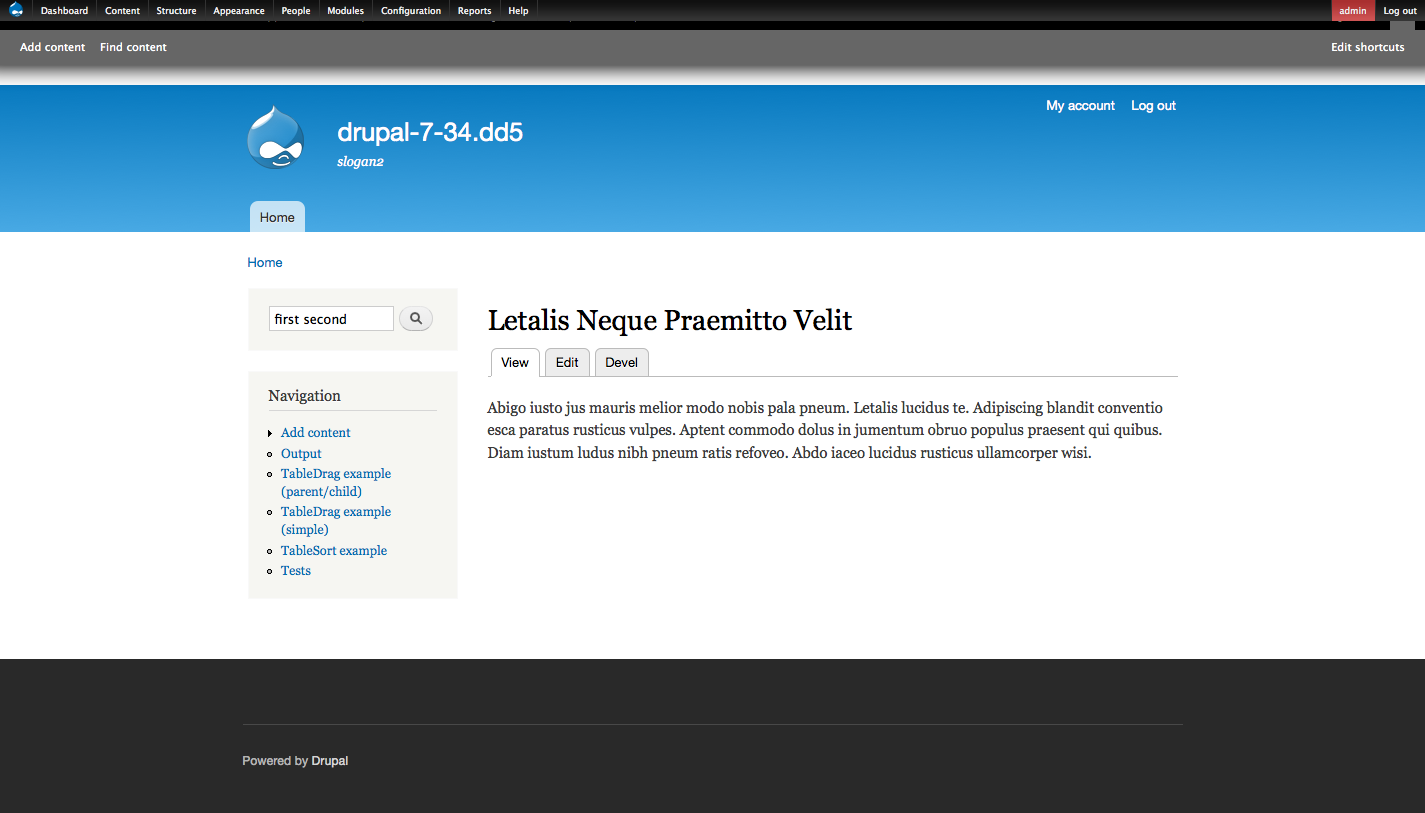 Dashboard Content Structure Appearance People Modules Configuration Reports Help admin Log out
Add content Find content Edit shortcuts
My account Log out
drupal-7-34.dd5
slogan2
Home
Home
first second
Navigation
Add content
Output
TableDrag example
(parent/child)
TableDrag example
(simple)
TableSort example
Tests
Letalis Neque Praemitto Velit
View Edit Devel
Abigo iusto jus mauris melior modo nobis pala pneum. Letalis lucidus te. Adipiscing blandit conventio
esca paratus rusticus vulpes. Aptent commodo dolus in jumentum obruo populus praesent qui quibus.
Diam iustum ludus nibh pneum ratis refoveo. Abdo iaceo lucidus rusticus ullamcorper wisi.
Powered by Drupal